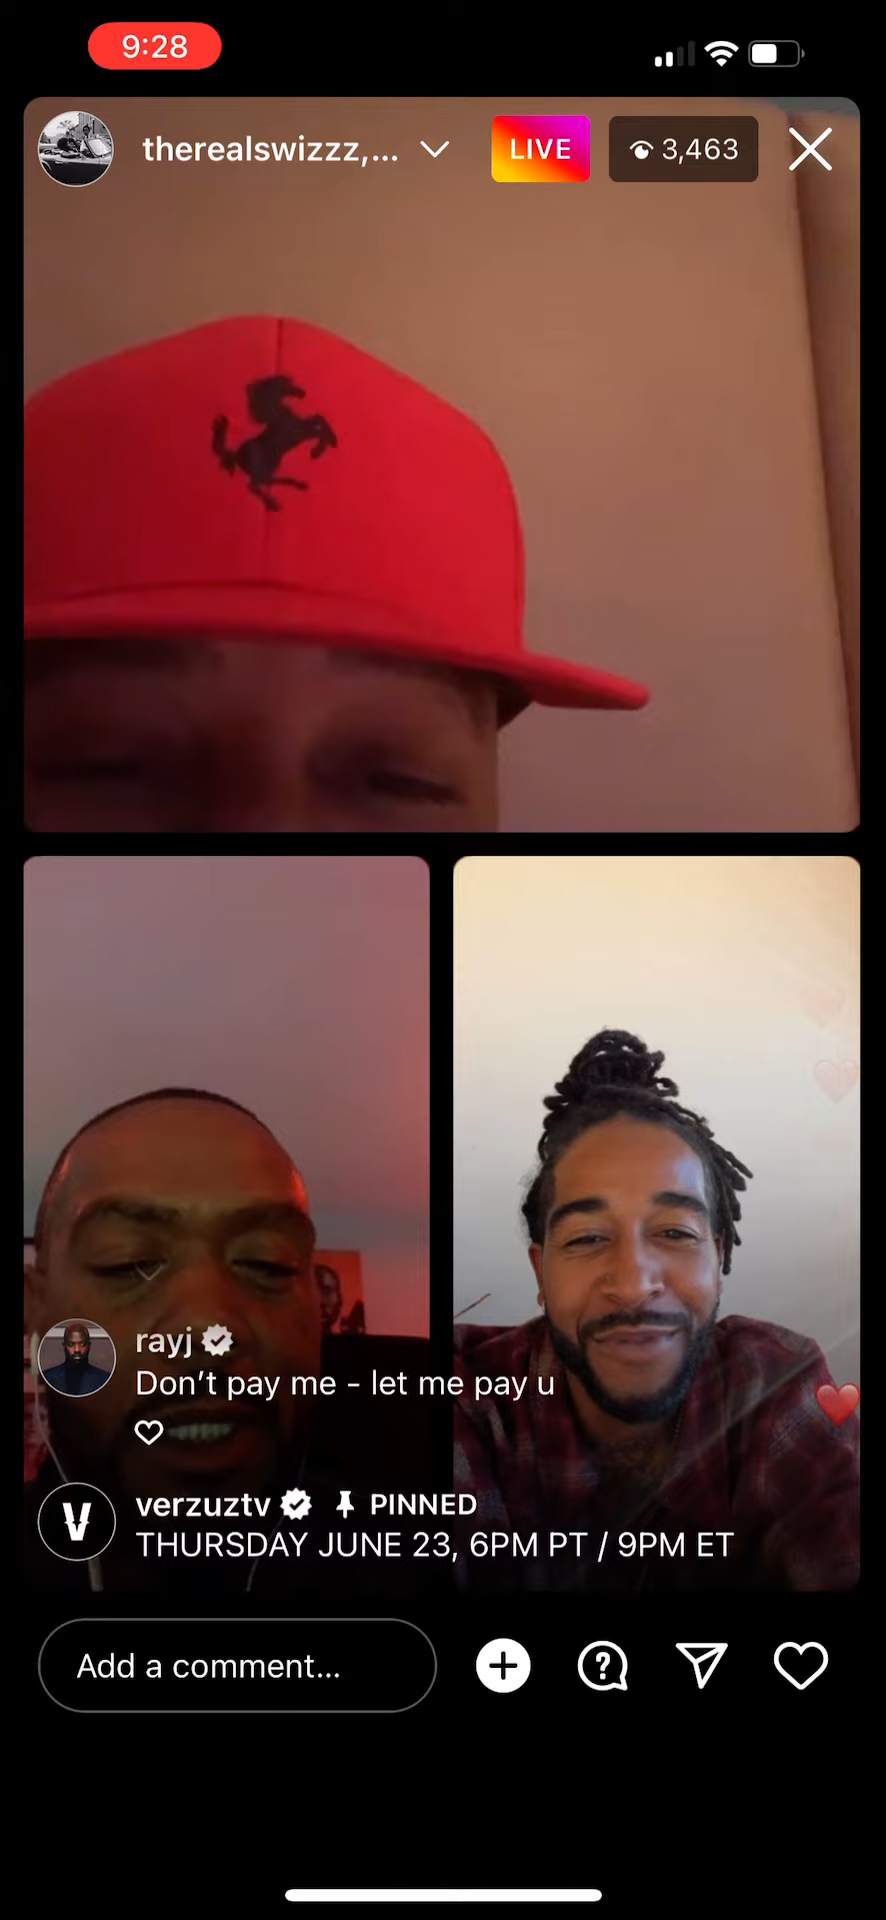 9:28
therealswizzz,...
LIVE
3,463
rayj
Don’t pay me - let me pay u
verzuztv PINNED
THURSDAY JUNE 23, 6PM PT / 9PM ET
Add a comment...